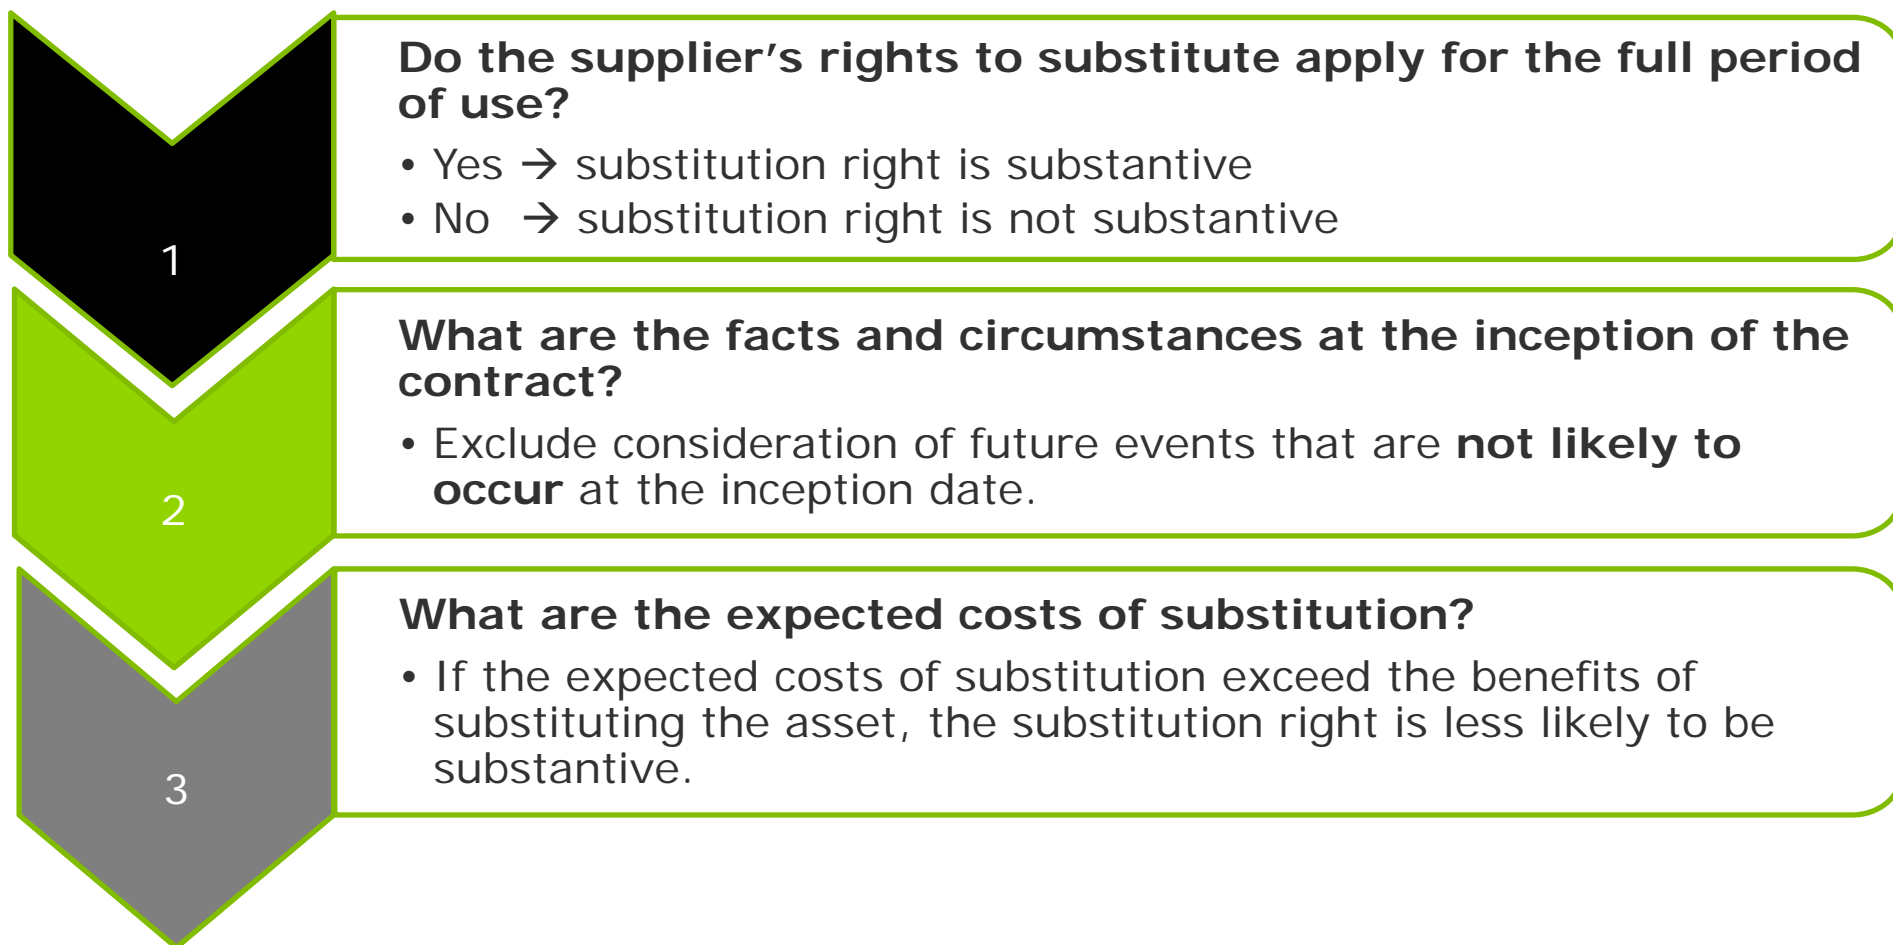 Do the supplier’s rights to substitute apply for the full period
of use?
• Yes → substitution right is substantive
• No → substitution right is not substantive
1
What are the facts and circumstances at the inception of the
contract?
• Exclude consideration of future events that are not likely to
occur at the inception date.
2
What are the expected costs of substitution?
• If the expected costs of substitution exceed the benefits of
substituting the asset, the substitution right is less likely to be
substantive.
3